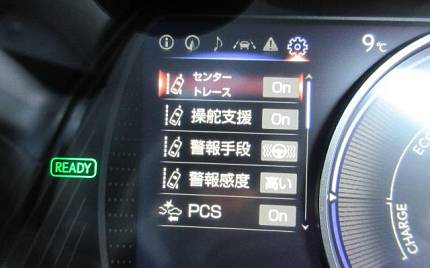 9℃
センター
トレース On
操舵支援 On
警報手段
警報感度 高い
PCS On
READY
ECO
CHARGE